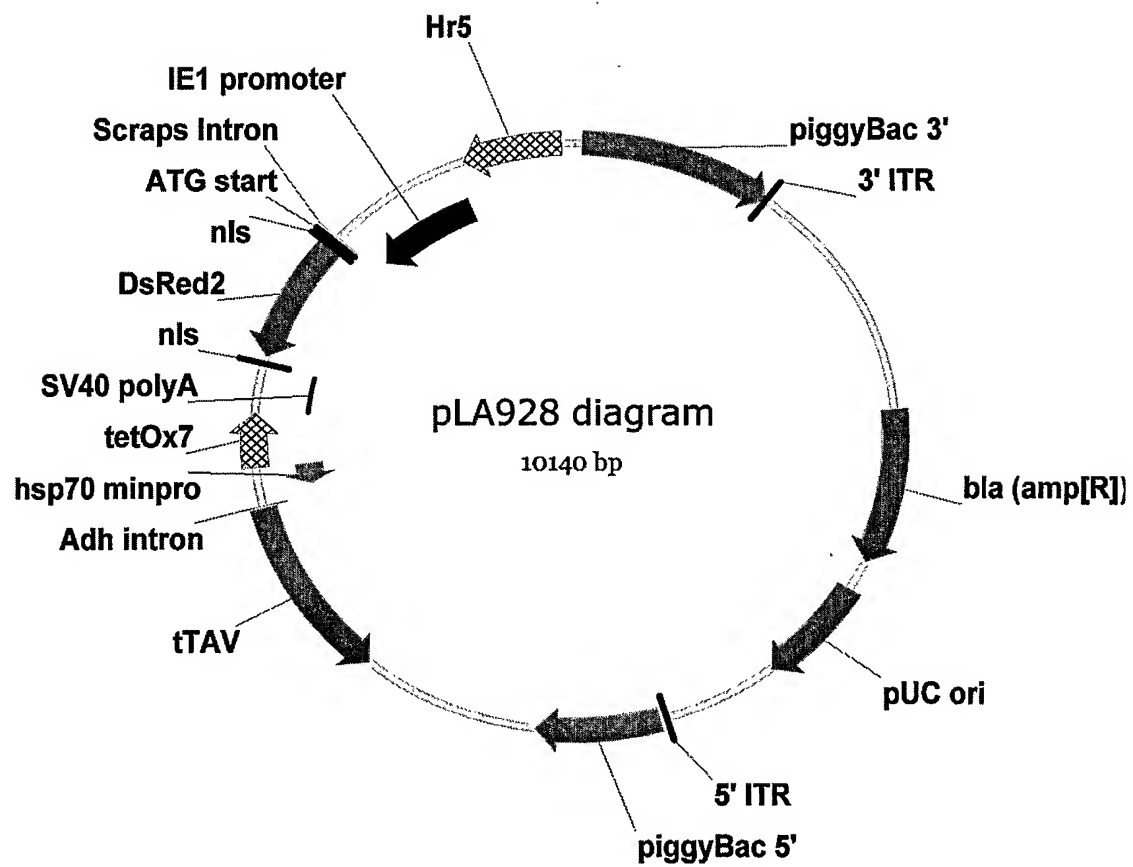 Hr5
IE1 promoter
Scraps Intron
ATG start
nls
DsRed2
nls
SV40 polyA
tetOx7
hsp70 minpro
Adh intron
tTAV
piggyBac 3'
3' ITR
bla (amp[R])
pUC ori
5' ITR
piggyBac 5'
pLA928 diagram
10140 bp